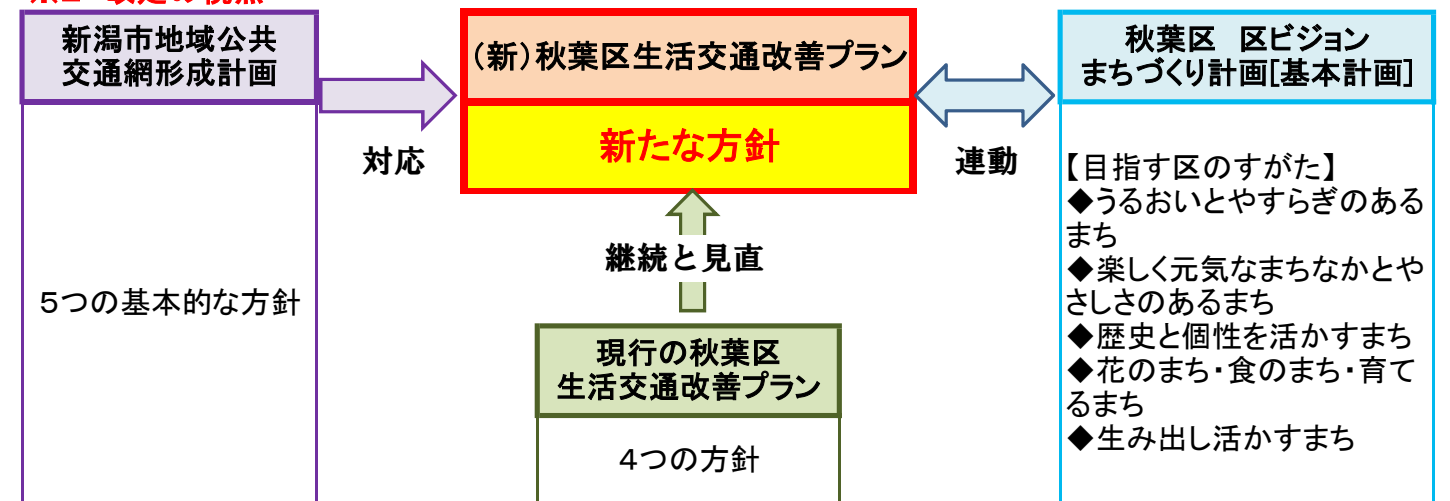 新潟市地域公共
交通網形成計画
5つの基本的な方針
対応
(新)秋葉区生活交通改善プラン
新たな方針
継続と見直
現行の秋葉区
生活交通改善プラン
4つの方針
連動
秋葉区 区ビジョン
まちづくり計画[基本計画]
【目指す区のすがた】
◆うるおいとやすらぎのある
まち
◆楽しく元気なまちなかとや
さしさのあるまち
◆歴史と個性を活かすまち
◆花のまち・食のまち・育て
るまち
◆生み出し活かすまち